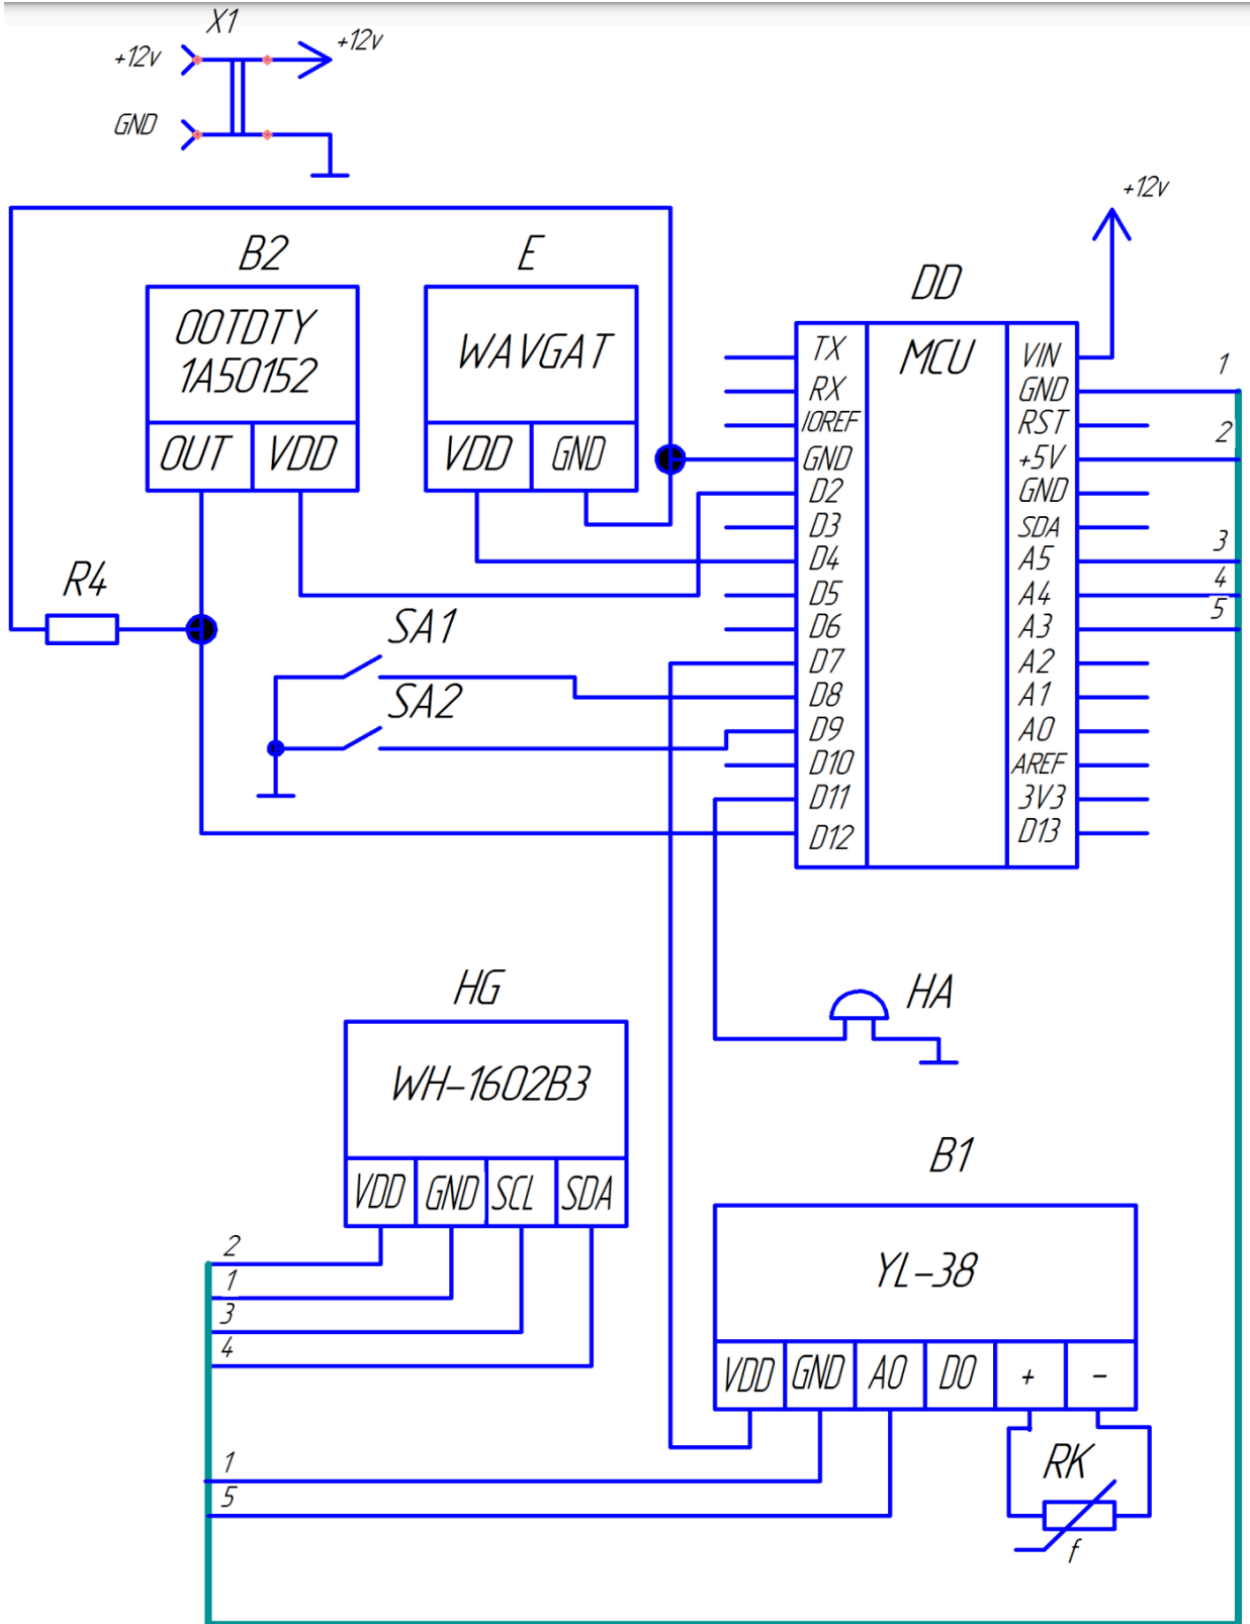 X1
+12v
+12v
GND
+12v
B2
E
DD
OOTDTY
1A50152
OUT
VDD
WAVGAT
VDD
GND
MCU
TX
RX
IOREF
GND
D2
D3
D4
D5
D6
D7
D8
D9
D10
D11
D12
VIN
GND
RST
+5V
GND
SDA
A5
A4
A3
A2
A1
A0
AREF
3V3
D13
1
2
3
4
5
R4
SA1
SA2
HA
HG
WH-1602B3
VDD
GND
SCL
SDA
2
1
3
4
1
5
B1
YL-38
VDD
GND
A0
D0
+
-
RK
f